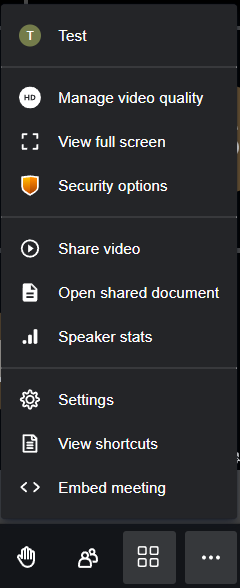 T Test
HD Manage video quality
View full screen
Security options
Share video
Open shared document
Speaker stats
Settings
View shortcuts
Embed meeting